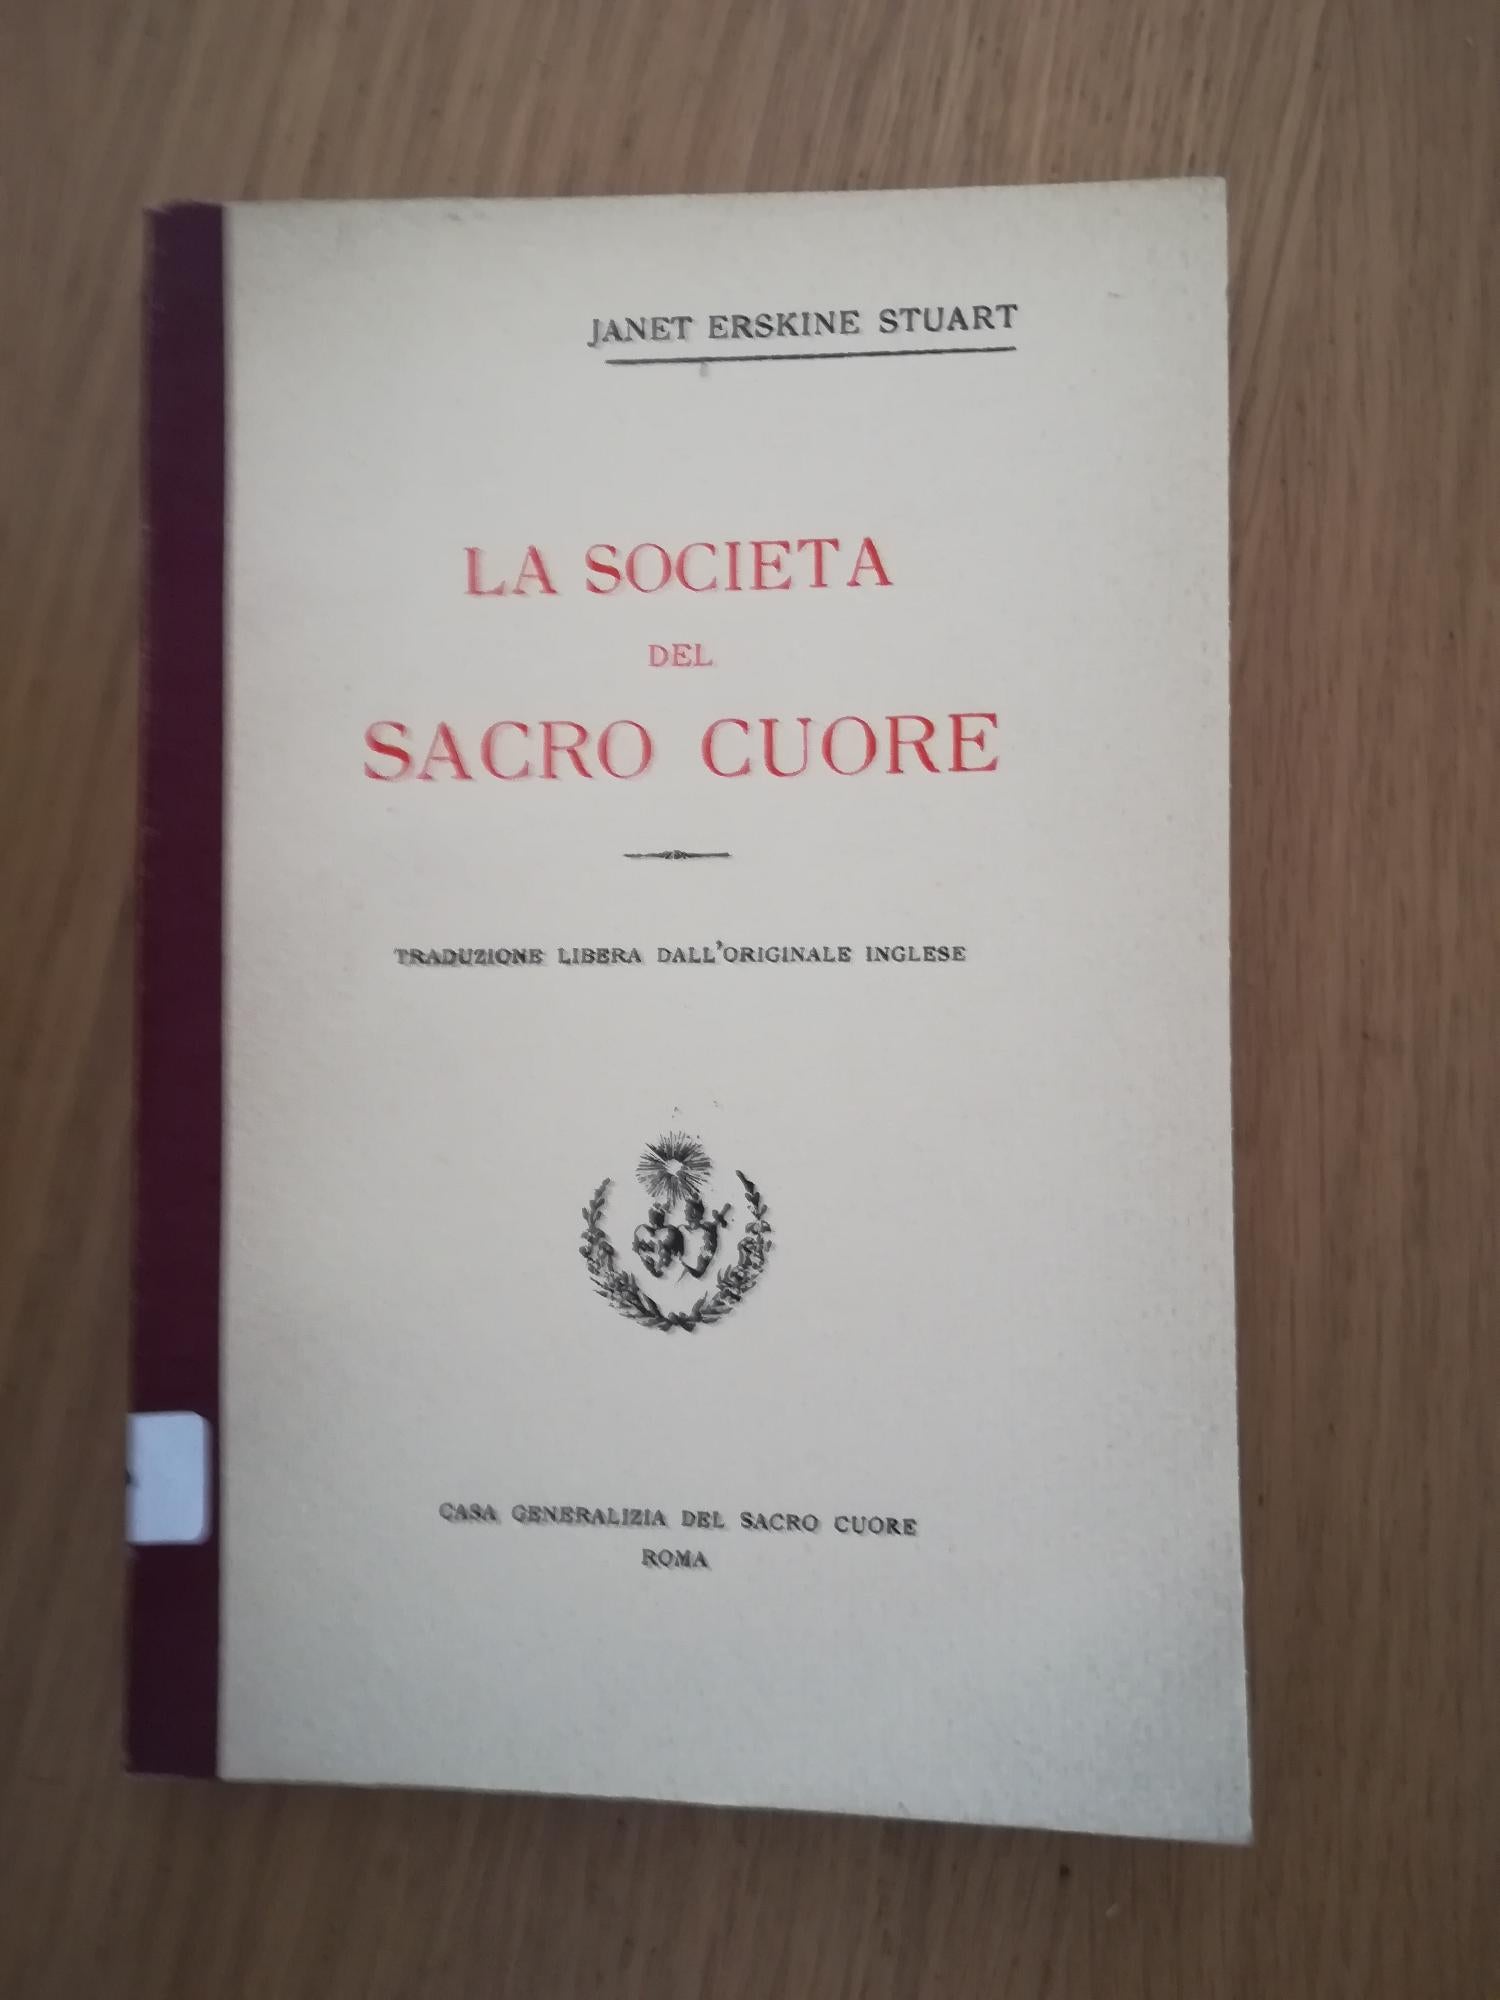 JANET ERSKINE STUART
LA SOCIETA
DEL
SACRO CUORE
TRADUZIONE LIBERA DALL'ORIGINALE INGLESE
CASA GENERALIZIA DEL SACRO CUORE
ROMA